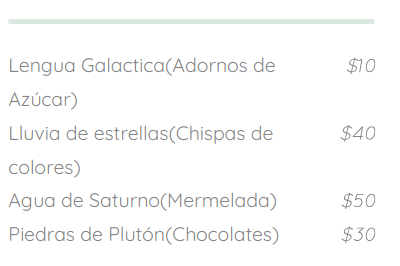 Lengua Galactica(Adornos de $10
Azúcar)
Lluvia de estrellas(Chispas de $40
colores)
Agua de Saturno(Mermelada) $50
Piedras de Plutón(Chocolates) $30